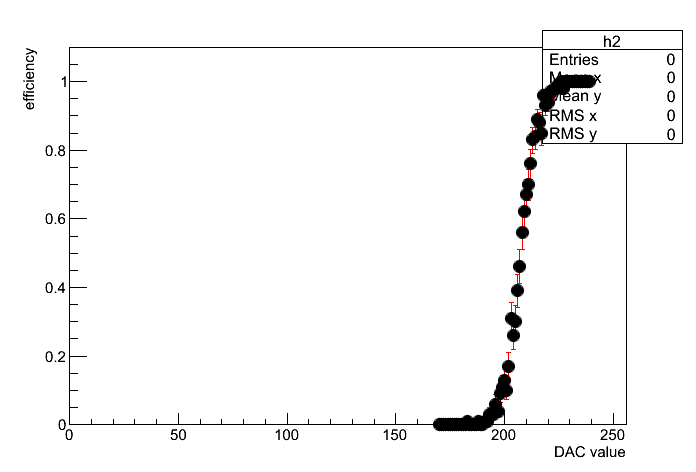 h2
Entries 0
Mean x 0
Mean y 0
RMS x 0
RMS y 0
efficiency
1
0.8
0.6
0.4
0.2
0
0 50 100 150 200 250
DAC value